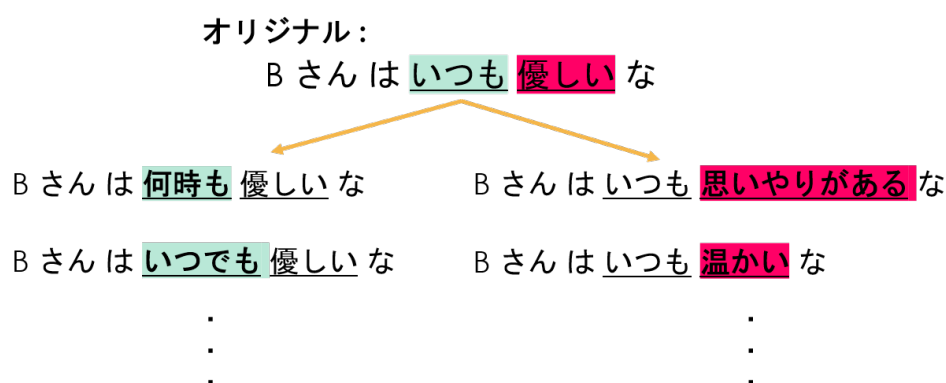 オリジナル：
B さん は いつも 優しい な
B さん は 何時も 優しい な
B さん は いつも 思いやりがある な
B さん は いつでも 優しい な
B さん は いつも 温かい な